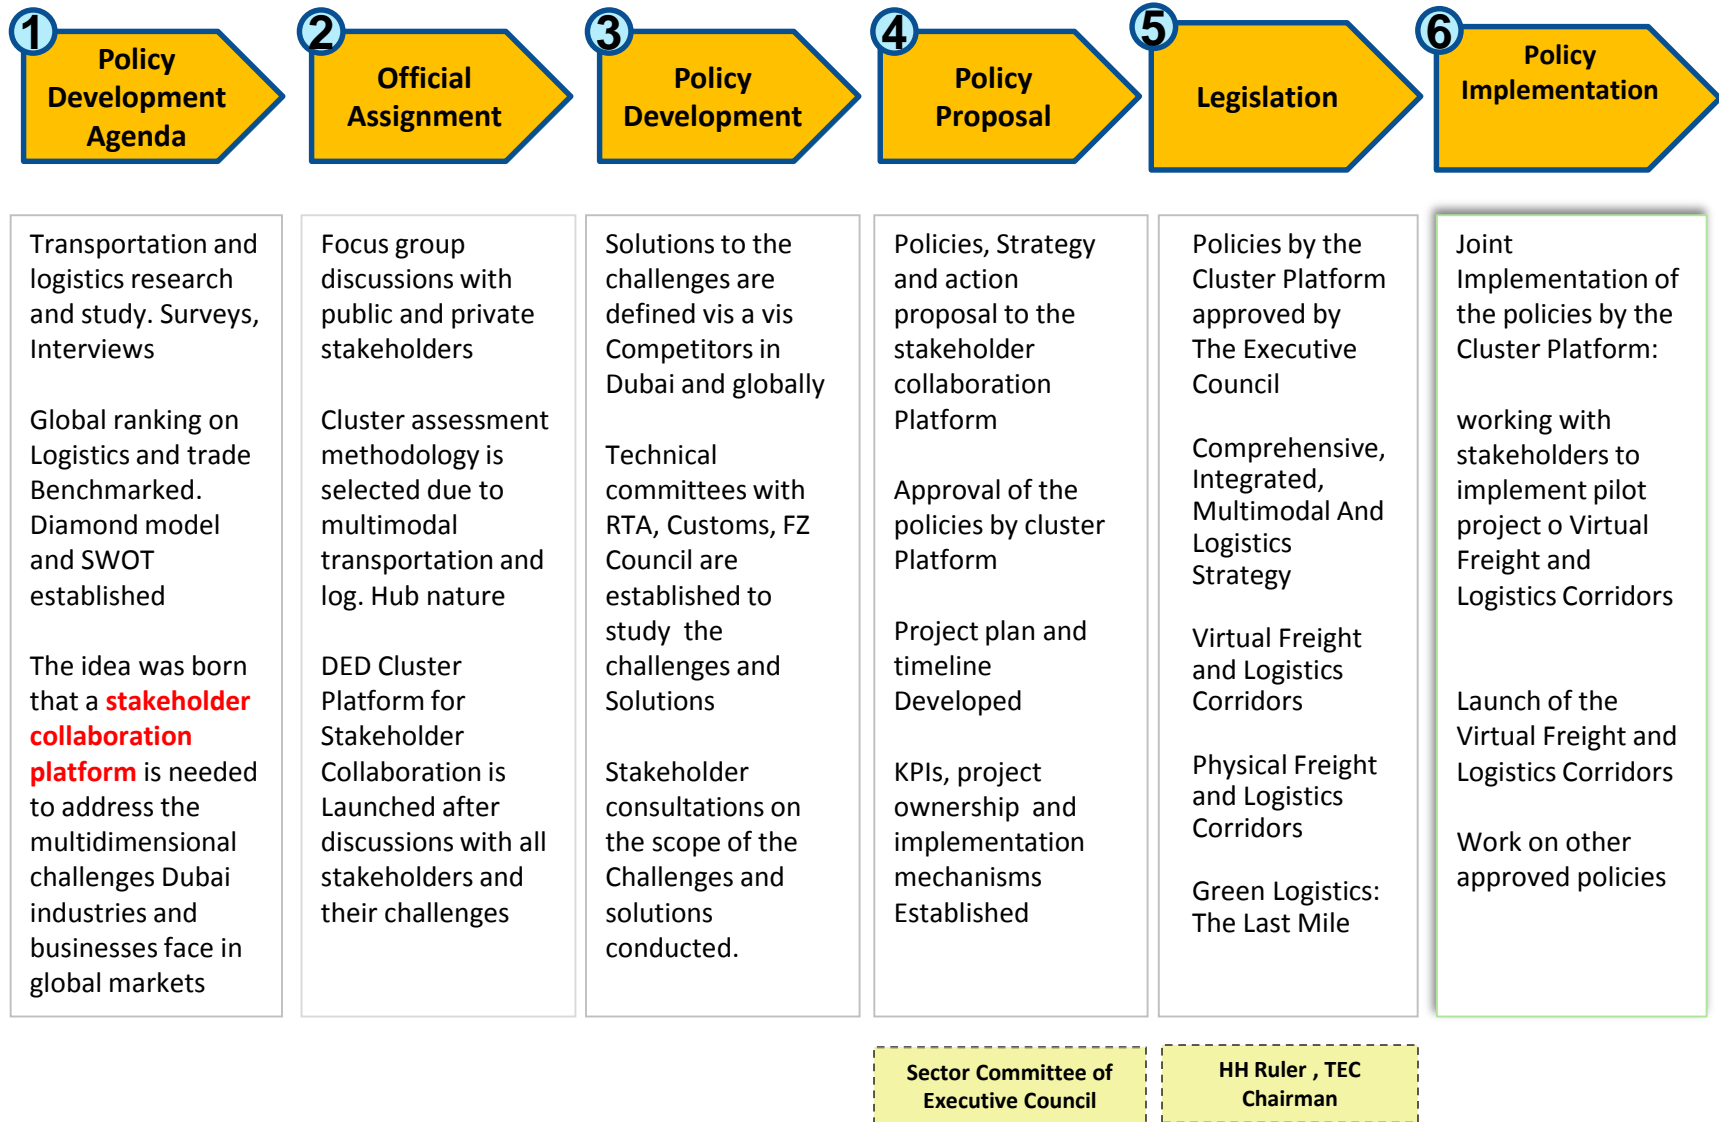 1
Policy
Development
Agenda
2
Official
Assignment
3
Policy
Development
4
Policy
Proposal
5
Legislation
6
Policy
Implementation
Transportation and
logistics research
and study. Surveys,
Interviews
Global ranking on
Logistics and trade
Benchmarked.
Diamond model
and SWOT
established
The idea was born
that a stakeholder
collaboration
platform is needed
to address the
multidimensional
challenges Dubai
industries and
businesses face in
global markets
Focus group
discussions with
public and private
stakeholders
Cluster assessment
methodology is
selected due to
multimodal
transportation and
log. Hub nature
DED Cluster
Platform for
Stakeholder
Collaboration is
Launched after
discussions with all
stakeholders and
their challenges
Solutions to the
challenges are
defined vis a vis
Competitors in
Dubai and globally
Technical
committees with
RTA, Customs, FZ
Council are
established to
study the
challenges and
Solutions
Stakeholder
consultations on
the scope of the
Challenges and
solutions
conducted.
Policies, Strategy
and action
proposal to the
stakeholder
collaboration
Platform
Approval of the
policies by cluster
Platform
Project plan and
timeline
Developed
KPIs, project
ownership and
implementation
mechanisms
Established
Policies by the
Cluster Platform
approved by
The Executive
Council
Comprehensive,
Integrated,
Multimodal And
Logistics
Strategy
Virtual Freight
and Logistics
Corridors
Physical Freight
and Logistics
Corridors
Green Logistics:
The Last Mile
Joint
Implementation of
the policies by the
Cluster Platform:
working with
stakeholders to
implement pilot
project o Virtual
Freight and
Logistics Corridors
Launch of the
Virtual Freight and
Logistics Corridors
Work on other
approved policies
Sector Committee of
Executive Council
HH Ruler , TEC
Chairman